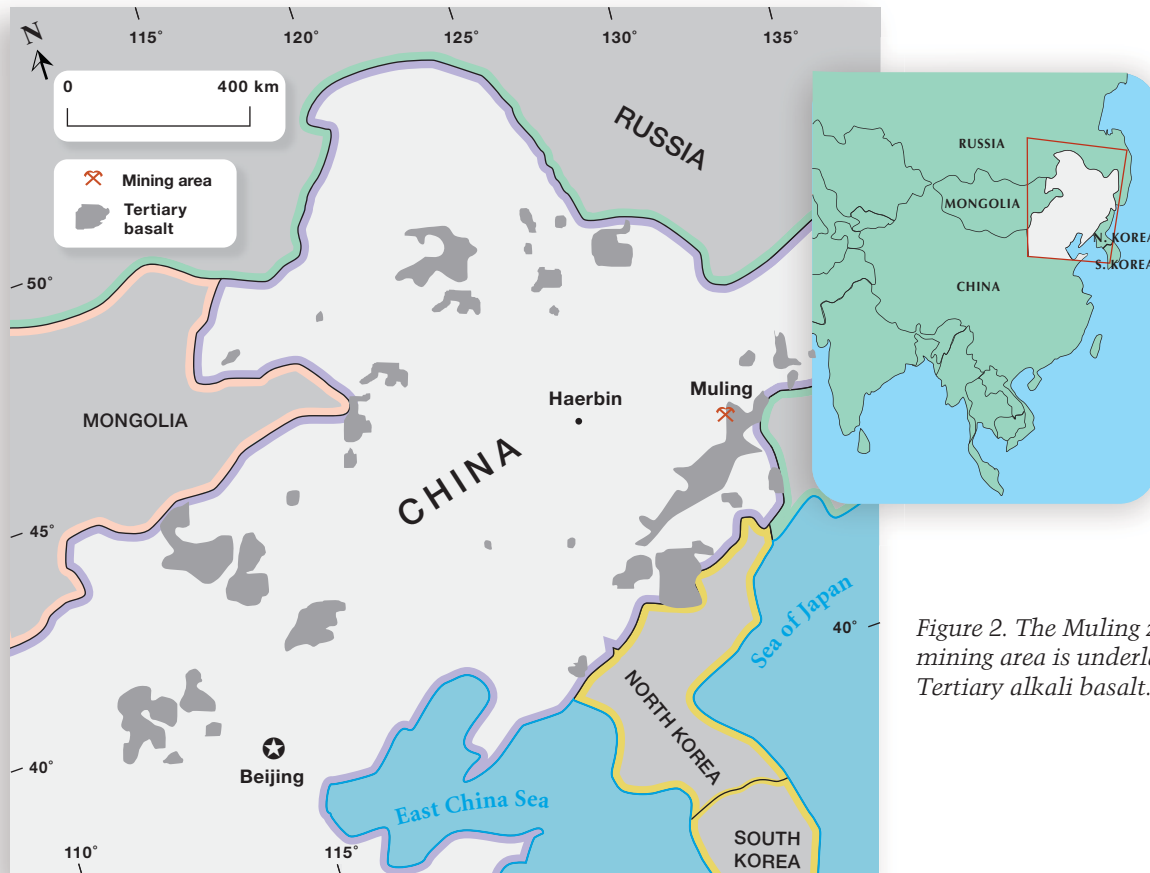 N
115˚
120˚
125˚
130˚
135˚
0 400 km
Mining area
Tertiary
basalt
RUSSIA
50˚
MONGOLIA
Haerbin
Muling
CHINA
45˚
40˚
Sea of Japan
NORTH KOREA
40˚
Beijing
East China Sea
SOUTH
KOREA
110˚
115˚
RUSSIA
MONGOLIA
N. KOREA
S. KOREA
CHINA
Figure 2. The Muling
mining area is
Tertiary alkali basalt.